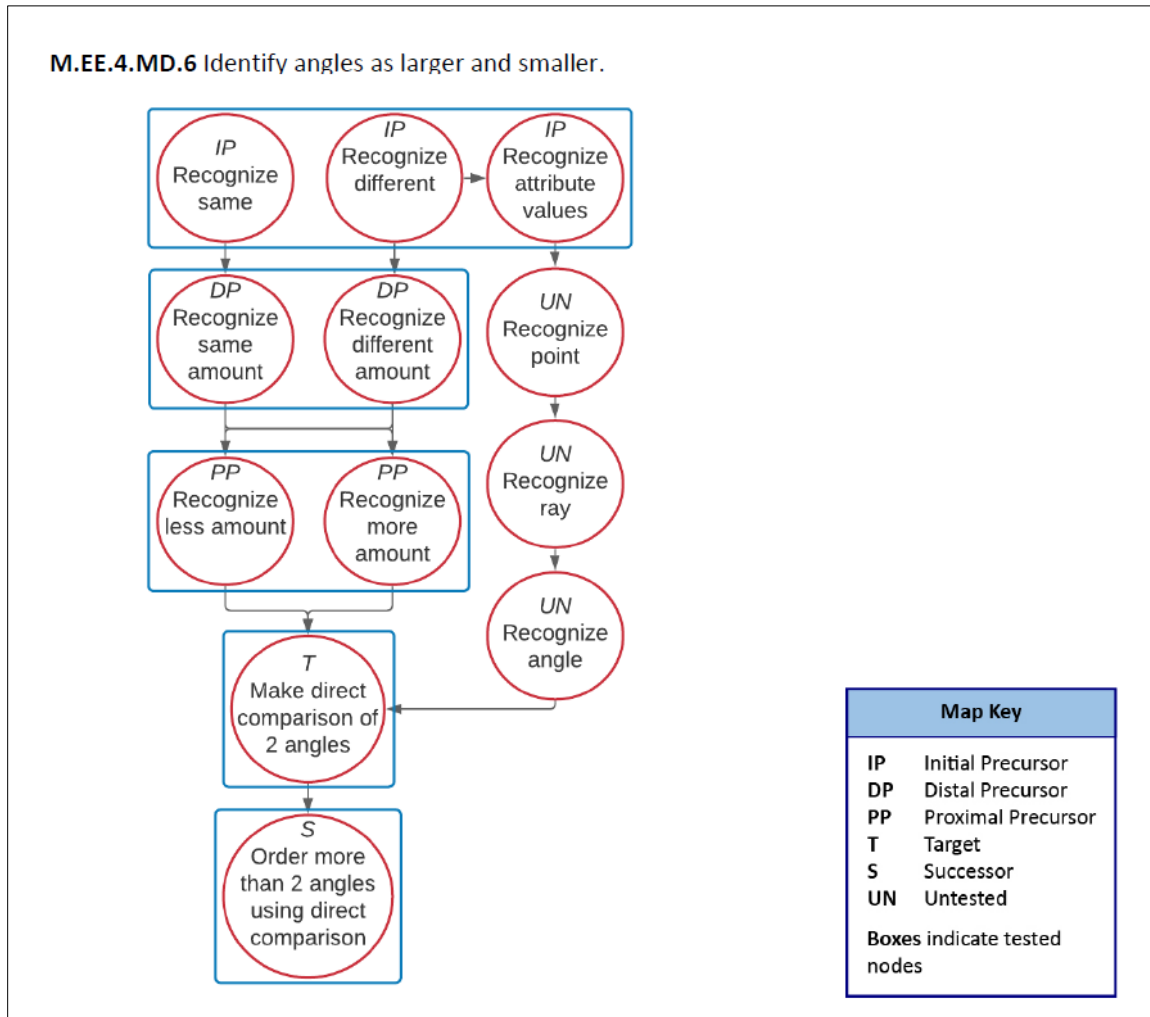 M.EE.4.MD.6 Identify angles as larger and smaller.
IP
Recognize
same
IP
Recognize
different
IP
Recognize
attribute
values
DP
Recognize
same
amount
DP
Recognize
different
amount
UN
Recognize
point
PP
Recognize
less amount
PP
Recognize
more
amount
UN
Recognize
ray
UN
Recognize
angle
T
Make direct
comparison of
2 angles
S
Order more
than 2 angles
using direct
comparison
Map Key
IP Initial Precursor
DP Distal Precursor
PP Proximal Precursor
T Target
S Successor
UN Untested
Boxes indicate tested
nodes